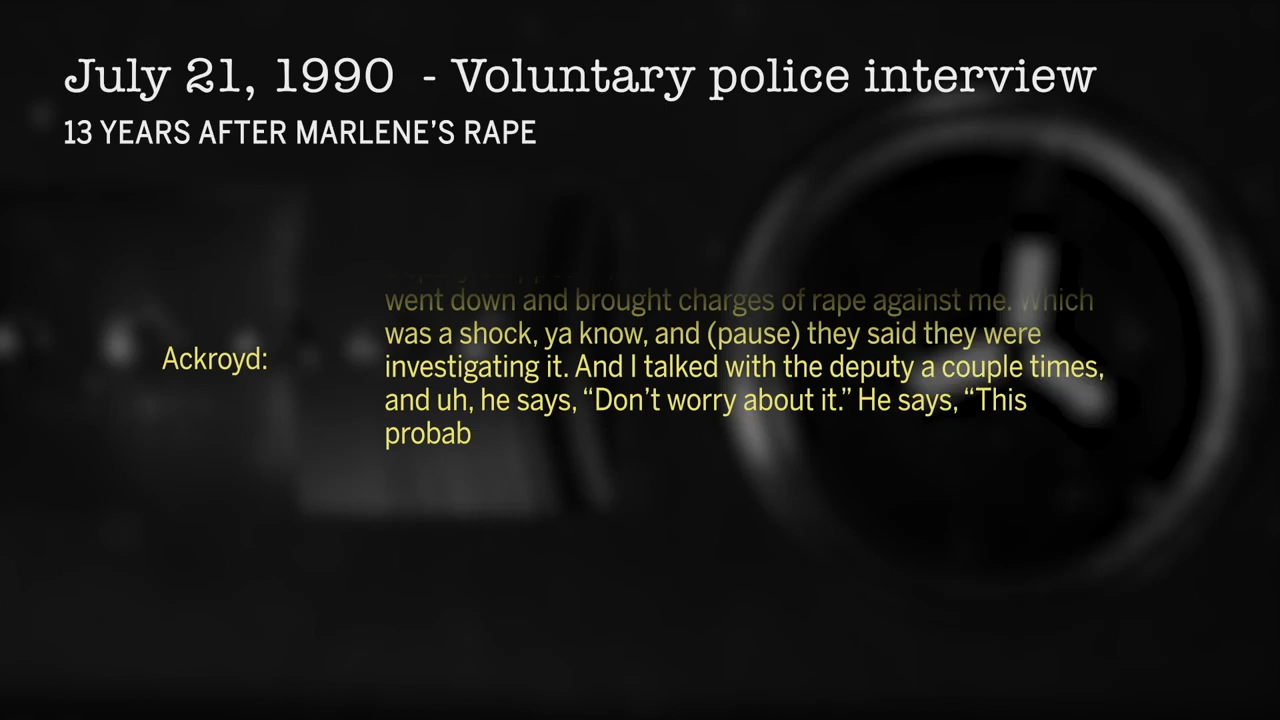 July 21, 1990 - Voluntary police interview
13 YEARS AFTER MARLENE'S RAPE
went down and brought charges of rape against me. Which
was a shock, ya know, and (pause) they said they were
Ackroyd:
investigating it. And I talked with the deputy a couple times,
and uh, he says, “Don't worry about it.” He says, “This
probab